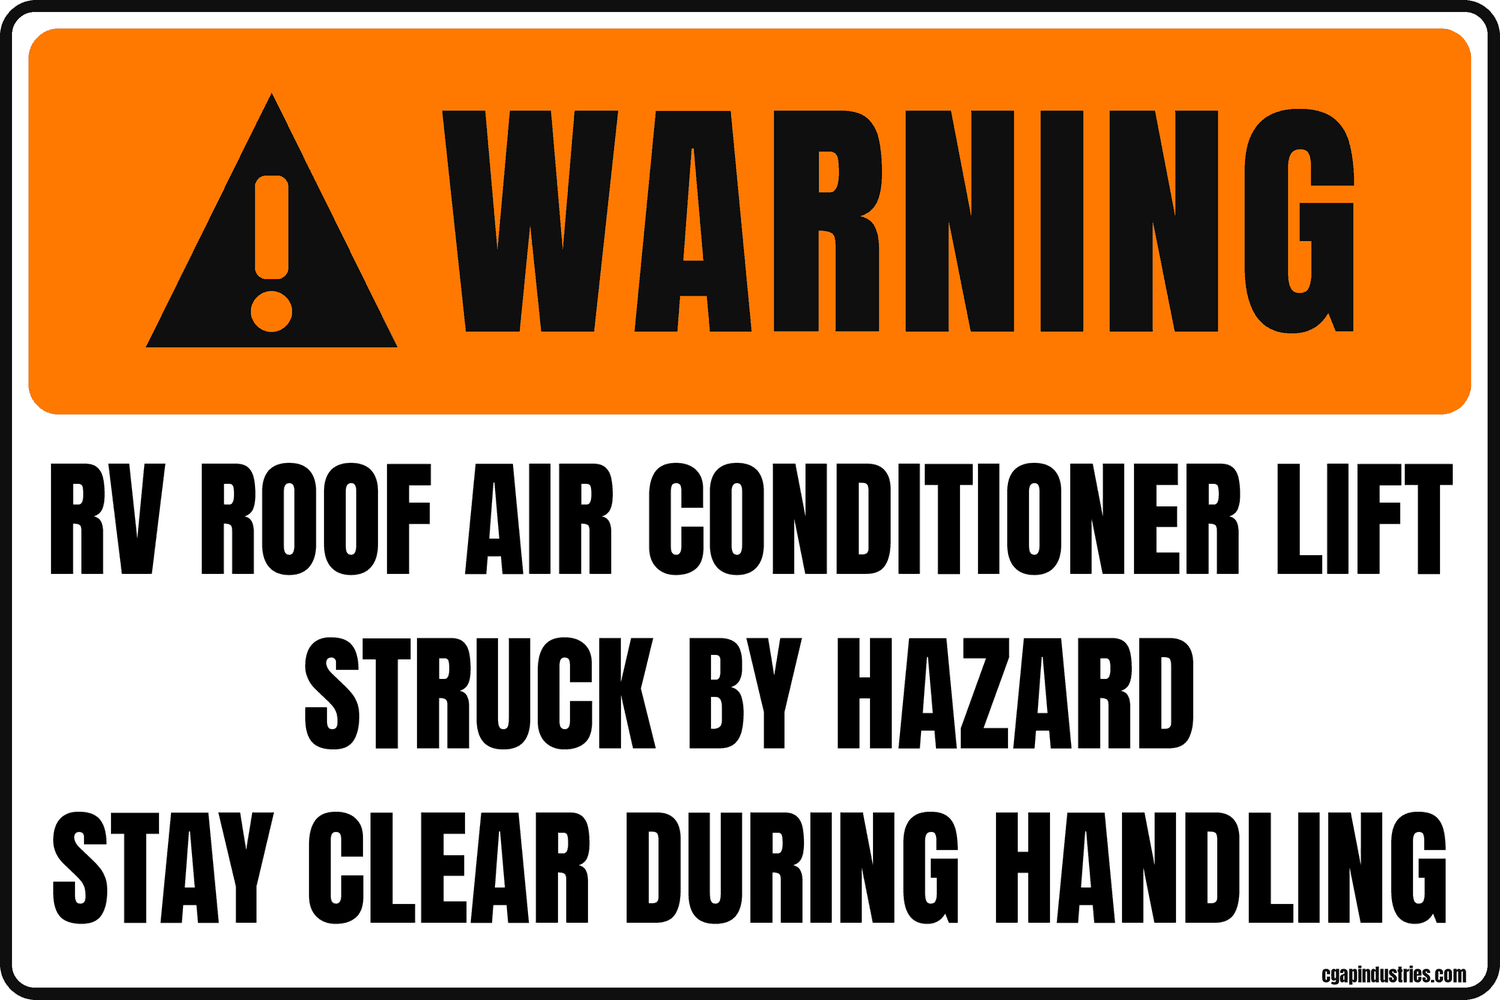 WARNING
RV ROOF AIR CONDITIONER LIFT
STRUCK BY HAZARD
STAY CLEAR DURING HANDLING
cgapindustries.com